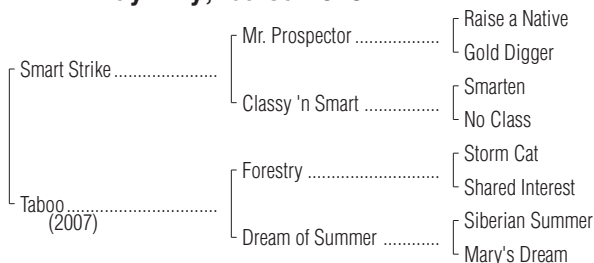 Raise a Native
Mr. Prospector ..................
Gold Digger
Smart Strike ......................
Smarten
Classy 'n Smart ................
No Class
Storm Cat
Forestry ............................
Shared Interest
Taboo ................................
(2007)
Siberian Summer
Dream of Summer ............
Mary's Dream